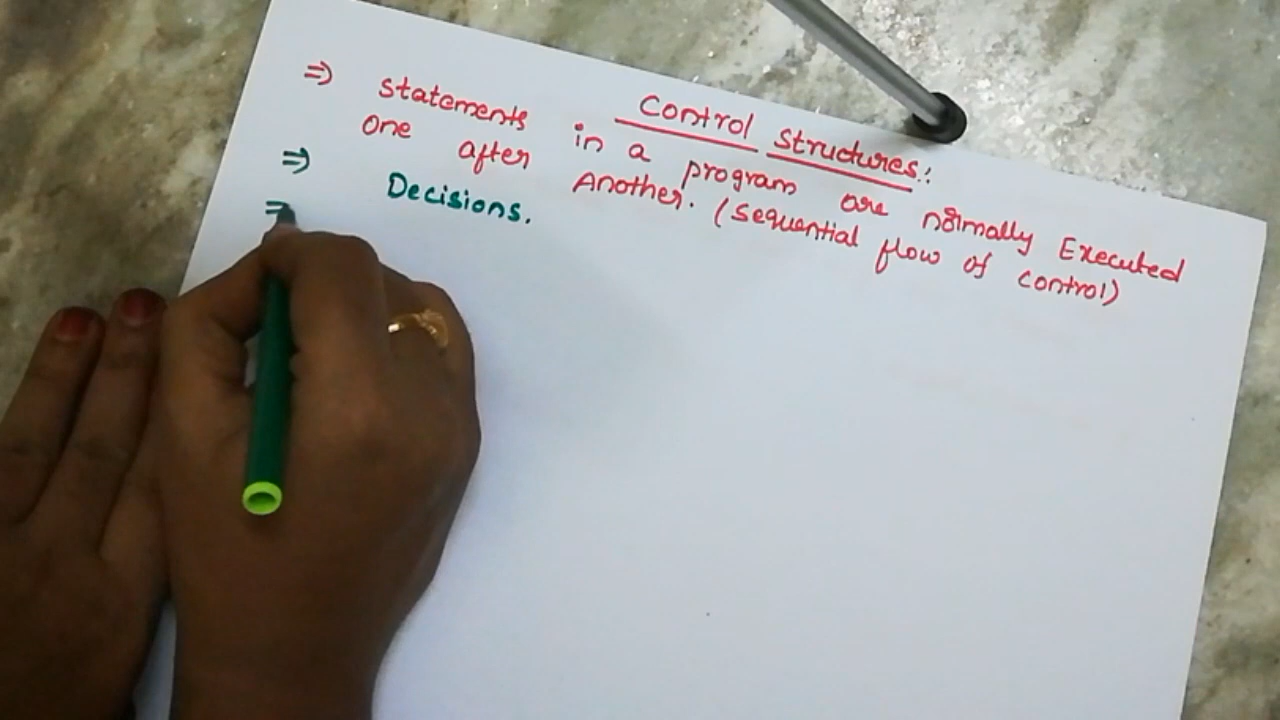 Control Structures:
⇒ Statements in a program are normally Executed
one after Another. (Sequential flow of control)
⇒ Decisions.
⇒